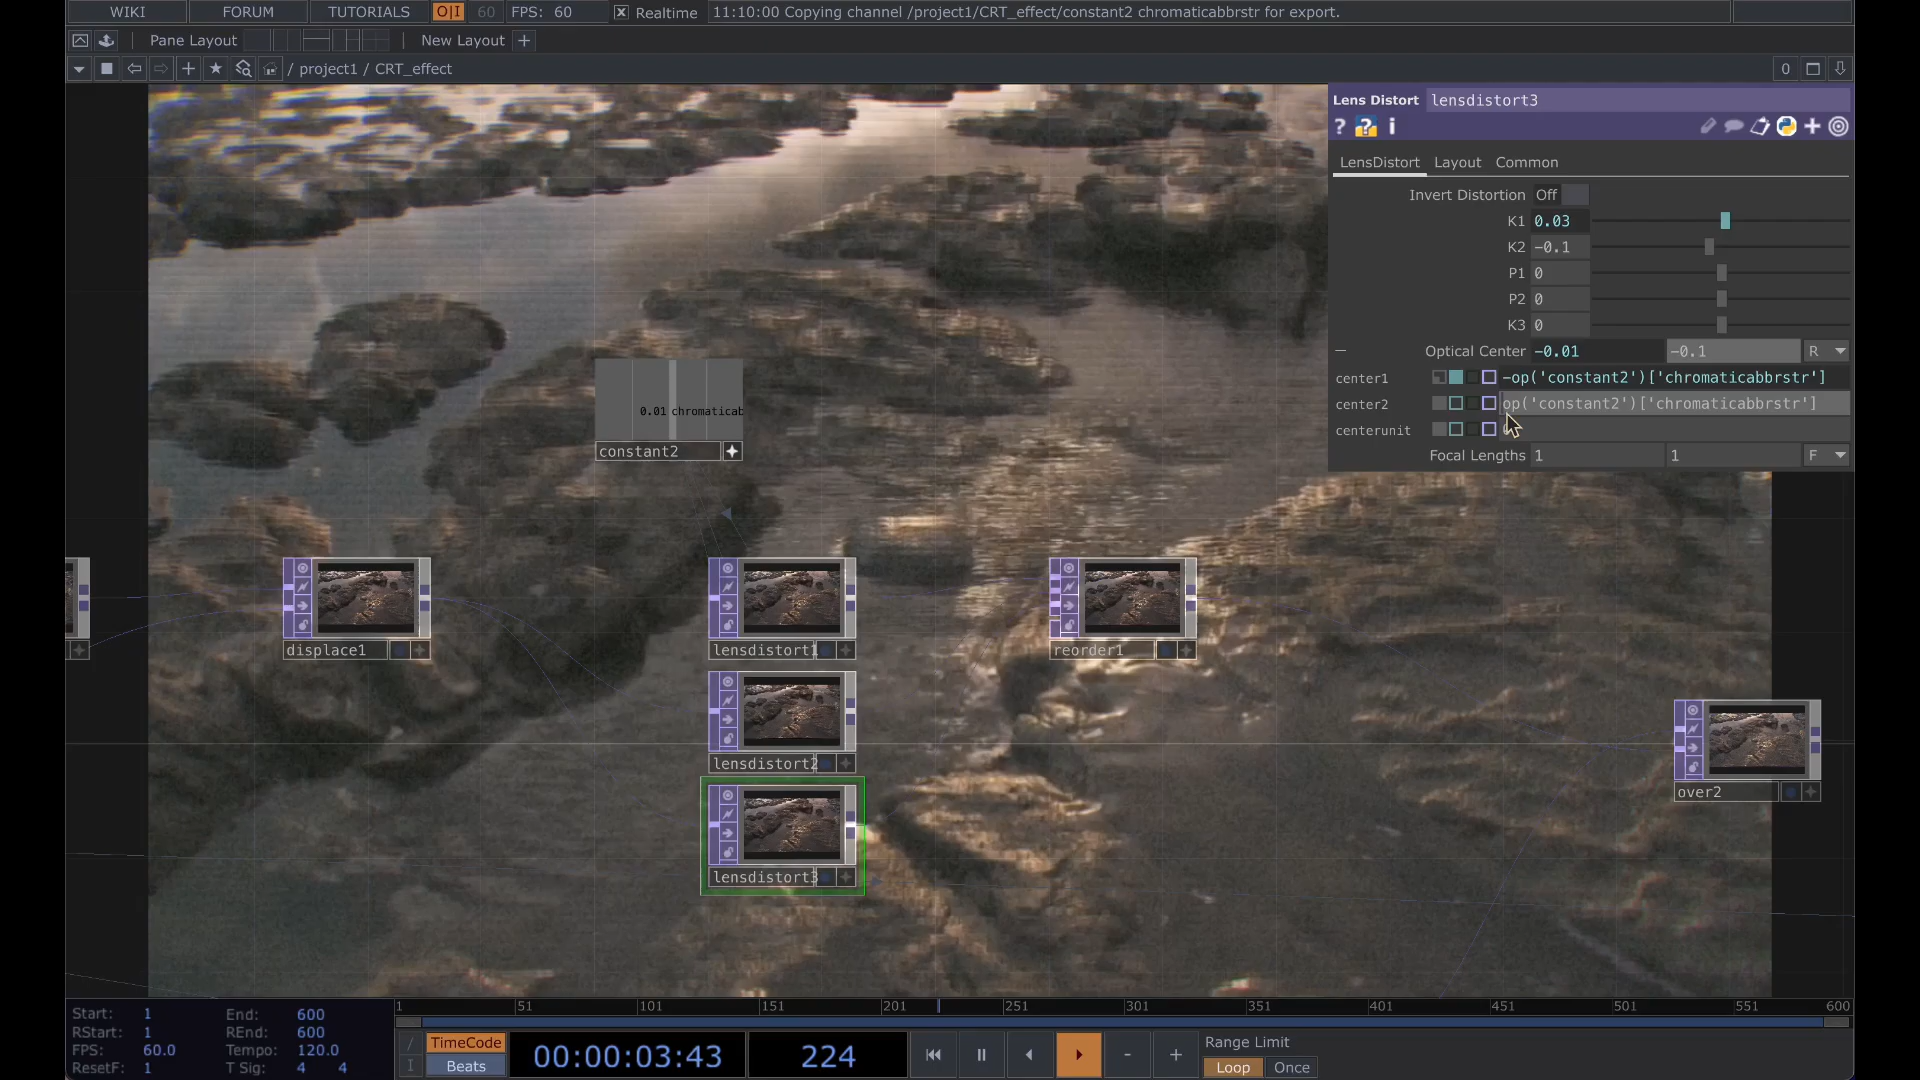 WIKI FORUM TUTORIALS O|I 60 FPS: 60 Realtime 11:10:00 Copying channel /project1/CRT_effect/constant2 chromaticabbrstr for export.
Pane Layout New Layout +
/ project1 / CRT_effect 0
Lens Distort lensdistort3
? ? i
LensDistort Layout Common
Invert Distortion Off
K1 0.03
K2 -0.1
P1 0
P2 0
K3 0
Optical Center -0.01 -0.1 R
center1 -op('constant2')['chromaticabbrstr']
center2 op('constant2')['chromaticabbrstr']
centerunit
Focal Lengths 1 1 F
0.01 chromaticab
constant2
displace1
lensdistort1
reorder1
lensdistort2
over2
lensdistort3
1 51 101 151 201 251 301 351 401 451 501 551 600
Start: 1 End: 600
RStart: 1 REnd: 600
FPS: 60.0 Tempo: 120.0
ResetF: 1 T Sig: 4 4
TimeCode
Beats
00:00:03:43
224
- +
Range Limit
Loop Once